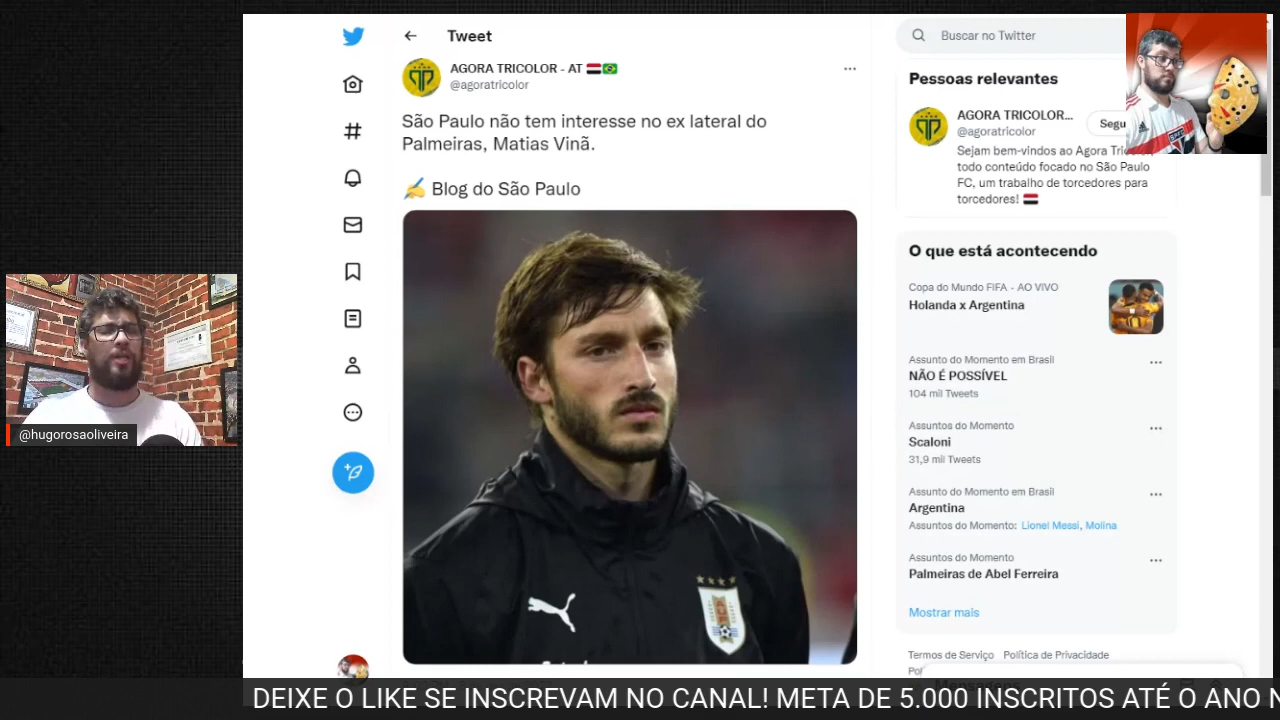 Tweet
AGORA TRICOLOR - AT
@agoratricolor
São Paulo não tem interesse no ex lateral do
Palmeiras, Matias Vinã.
Blog do São Paulo
@hugorosaoliveira
Buscar no Twitter
Pessoas relevantes
AGORA TRICOLOR...
@agoratricolor
Segu
Sejam bem-vindos ao Agora
todo conteúdo focado no São Paulo
FC, um trabalho de torcedores para
torcedores!
O que está acontecendo
Copa do Mundo FIFA - AO VIVO
Holanda x Argentina
Assunto do Momento em Brasil
NÃO É POSSÍVEL
104 mil Tweets
Assuntos do Momento
Scaloni
31,9 mil Tweets
Assunto do Momento em Brasil
Argentina
Assuntos do Momento: Lionel Messi, Molina
Assuntos do Momento
Palmeiras de Abel Ferreira
Mostrar mais
Termos de Serviço Política de Privacidade
DEIXE O LIKE SE INSCREVAM NO CANAL! META DE 5.000 INSCRITOS ATÉ O ANO N